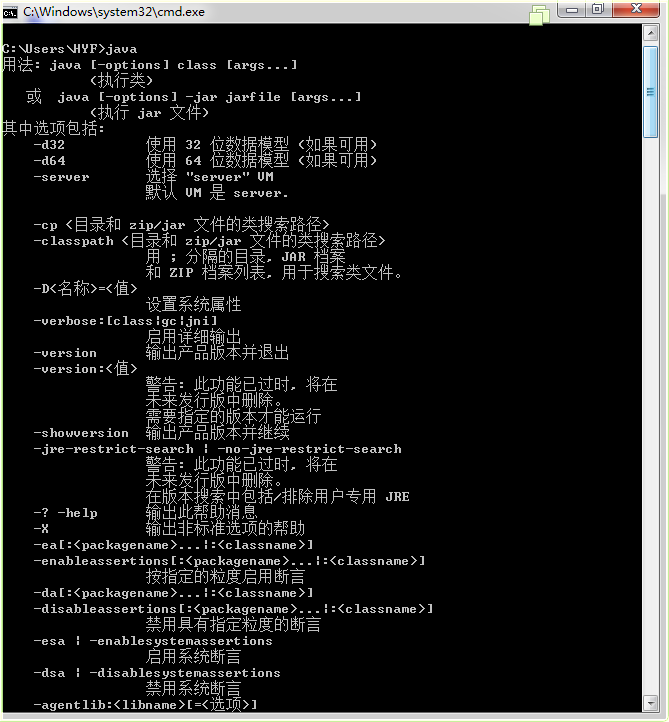 C:\Windows\system32\cmd.exe
C:\Users\HYF>java
用法: java [-options] class [args...]
(执行类)
或  java [-options] -jar jarfile [args...]
(执行 jar 文件)
其中选项包括:
-d32          使用 32 位数据模型 (如果可用)
-d64          使用 64 位数据模型 (如果可用)
-server       选择 "server" VM
默认 VM 是 server.
-cp <目录和 zip/jar 文件的类搜索路径>
-classpath <目录和 zip/jar 文件的类搜索路径>
用 ; 分隔的目录, JAR 档案
和 ZIP 档案列表, 用于搜索类文件。
-D<名称>=<值>
设置系统属性
-verbose:[class|gc|jni]
启用详细输出
-version      输出产品版本并退出
-version:<值>
警告: 此功能已过时, 将在
未来发行版中删除。
需要指定的版本才能运行
-showversion  输出产品版本并继续
-jre-restrict-search | -no-jre-restrict-search
警告: 此功能已过时, 将在
未来发行版中删除。
在版本搜索中包括/排除用户专用 JRE
-? -help      输出此帮助消息
-X            输出非标准选项的帮助
-ea[:<packagename>...|:<classname>]
-enableassertions[:<packagename>...|:<classname>]
按指定的粒度启用断言
-da[:<packagename>...|:<classname>]
-disableassertions[:<packagename>...|:<classname>]
禁用具有指定粒度的断言
-esa | -enablesystemassertions
启用系统断言
-dsa | -disablesystemassertions
禁用系统断言
-agentlib:<libname>[=<选项>]